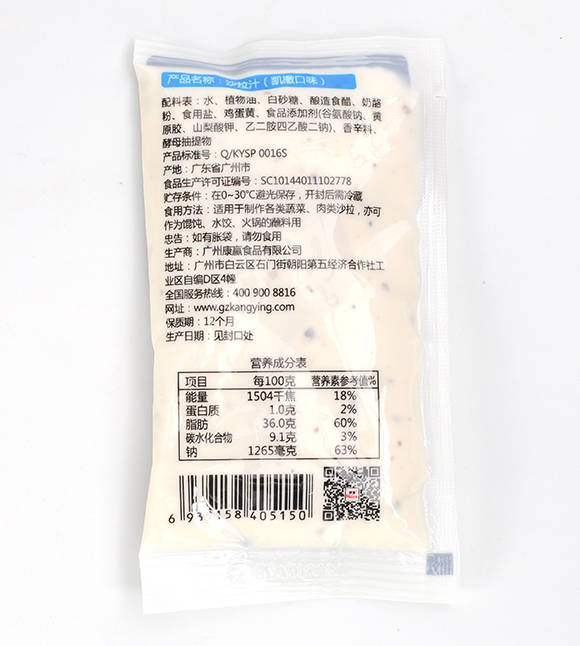 产品名称：沙拉汁（凯撒口味）
配料表：水、植物油、白砂糖、酿造食醋、奶酪
粉、食用盐、鸡蛋黄、食品添加剂(谷氨酸钠、黄
原胶、山梨酸钾、乙二胺四乙酸二钠)、香辛料、
酵母抽提物
产品标准号：Q/KYSP 0016S
产地：广东省广州市
食品生产许可证编号：SC10144011102778
贮存条件：在0~30℃避光保存，开封后需冷藏
食用方法：适用于制作各类蔬菜、肉类沙拉，亦可
作为馄饨、水饺、火锅的蘸料用
忠告：如有胀袋，请勿食用
生产商：广州康赢食品有限公司
地址：广州市白云区石门街朝阳第五经济合作社工
业区自编D区4幢
全国服务热线：400 900 8816
网址：www.gzkangying.com
保质期：12个月
生产日期：见封口处
营养成分表
项目 每100克 营养素参考值%
能量 1504千焦 18%
蛋白质 1.0克 2%
脂肪 36.0克 60%
碳水化合物 9.1克 3%
钠 1265毫克 63%
405150